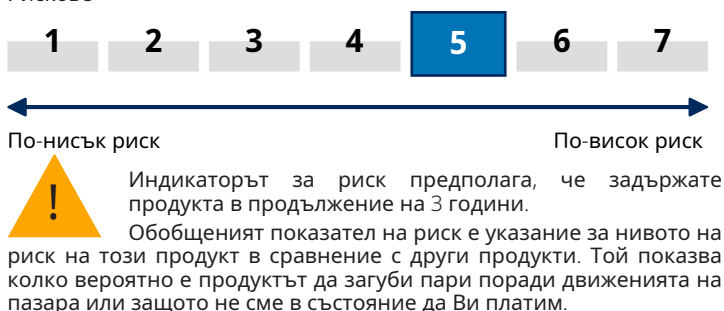 1 2 3 4 5 6 7
По-нисък риск По-висок риск
!
Индикаторът за риск предполага, че задържате
продукта в продължение на 3 години.
Обобщеният показател на риск е указание за нивото на
риск на този продукт в сравнение с други продукти. Той показва
колко вероятно е продуктът да загуби пари поради движенията на
пазара или защото не сме в състояние да Ви платим.